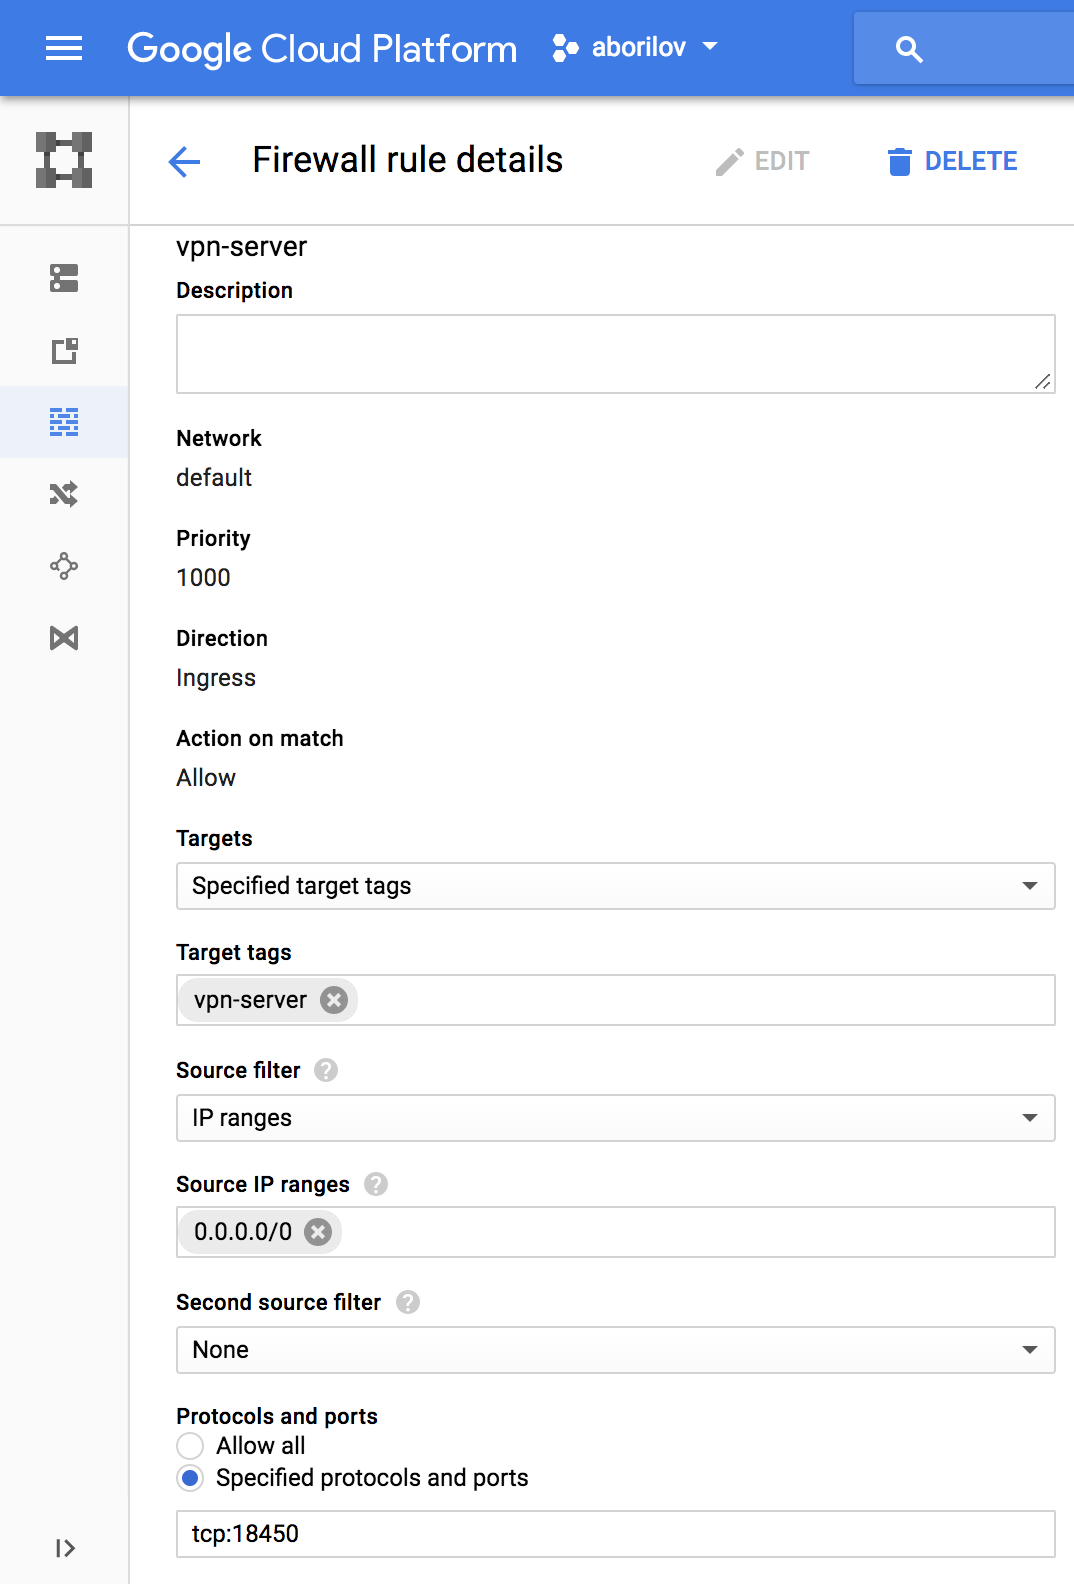 Google Cloud Platform
aborilov
Firewall rule details
EDIT
DELETE
vpn-server
Description
Network
default
Priority
1000
Direction
Ingress
Action on match
Allow
Targets
Specified target tags
Target tags
vpn-server
Source filter ?
IP ranges
Source IP ranges ?
0.0.0.0/0
Second source filter ?
None
Protocols and ports
Allow all
Specified protocols and ports
tcp:18450